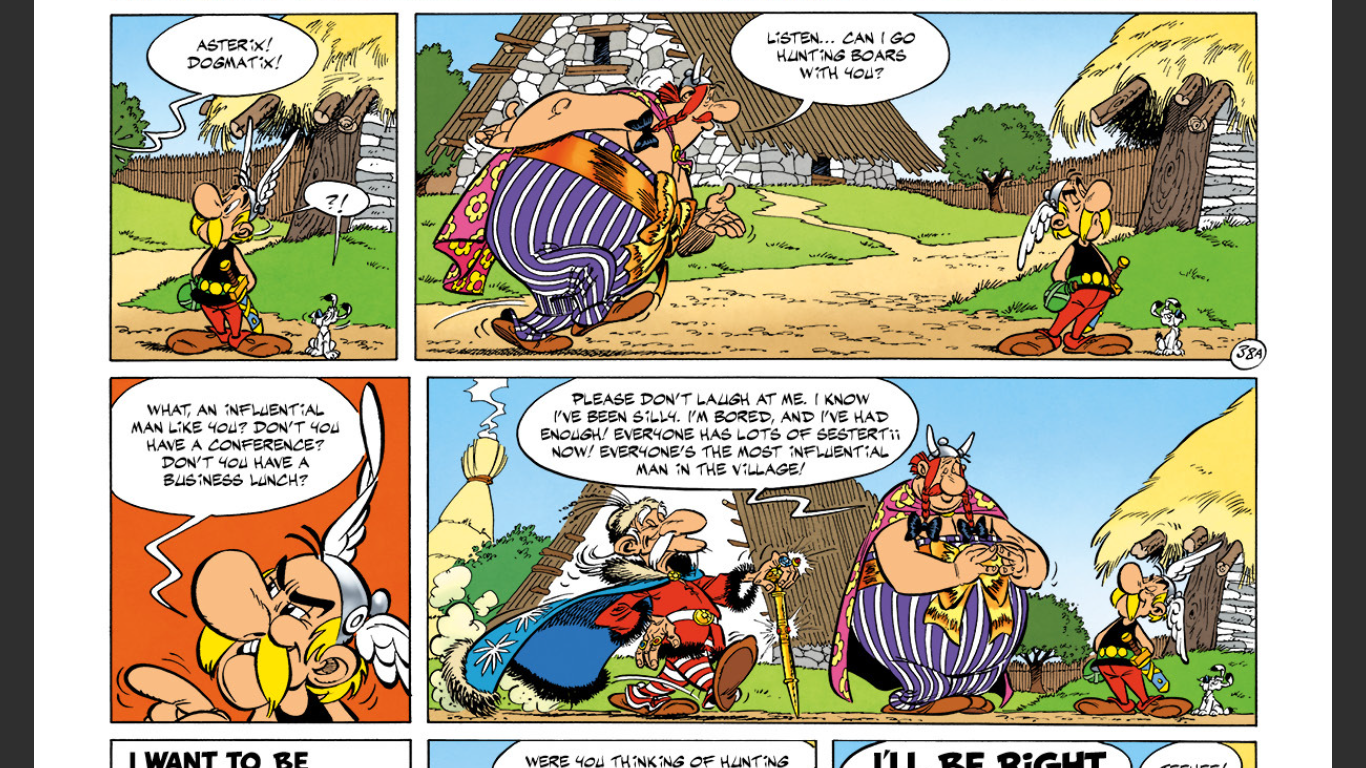 ASTERIX!
DOGMATIX!
?!
LISTEN... CAN I GO
HUNTING BOARS
WITH YOU?
38A
WHAT, AN INFLUENTIAL
MAN LIKE YOU? DON'T YOU
HAVE A CONFERENCE?
DON'T YOU HAVE A
BUSINESS LUNCH?
PLEASE DON'T LAUGH AT ME. I KNOW
I'VE BEEN SILLY. I'M BORED, AND I'VE HAD
ENOUGH! EVERYONE HAS LOTS OF SESTERTII
NOW! EVERYONE'S THE MOST INFLUENTIAL
MAN IN THE VILLAGE!
I WANT TO BE
WERE YOU THINKING OF HUNTING
I'LL BE RIGHT